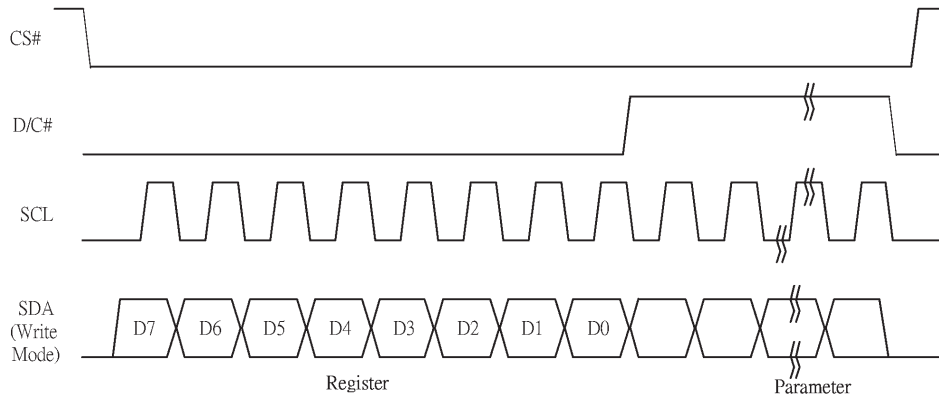 CS#
D/C#
SCL
SDA
(Write
Mode)
D7 D6 D5 D4 D3 D2 D1 D0
Register Parameter